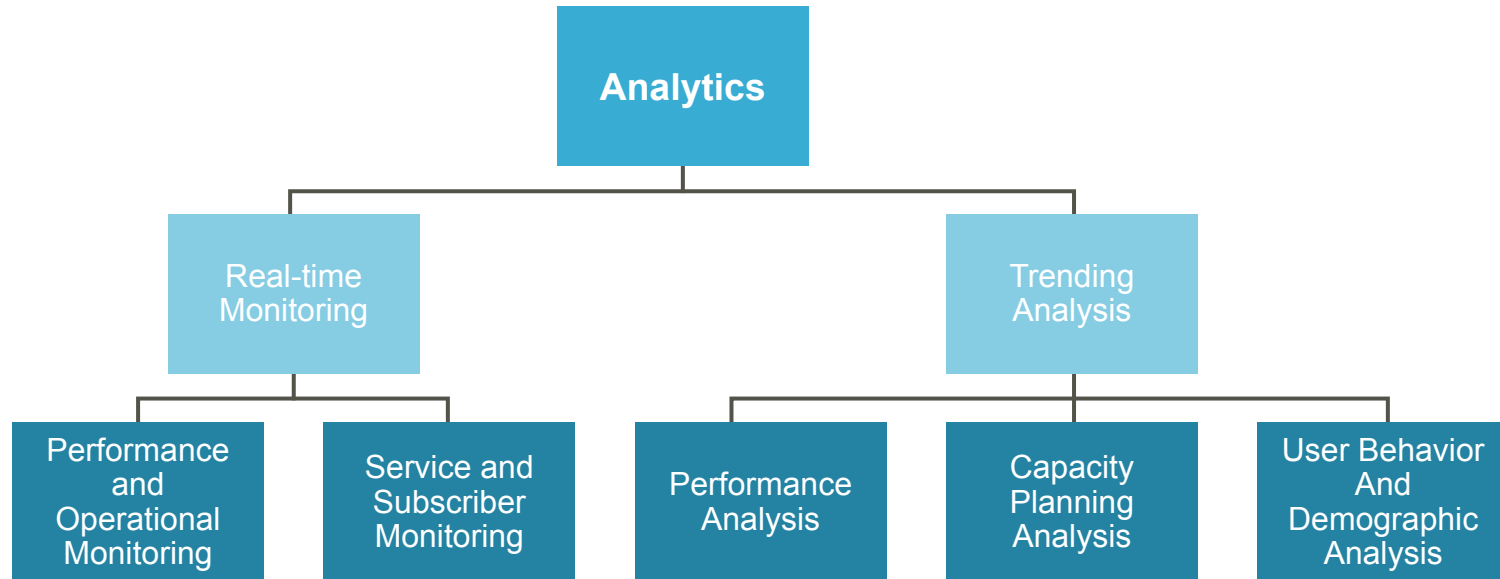 Analytics
Real-time
Monitoring
Trending
Analysis
Performance
and
Operational
Monitoring
Service and
Subscriber
Monitoring
Performance
Analysis
Capacity
Planning
Analysis
User Behavior
And
Demographic
Analysis